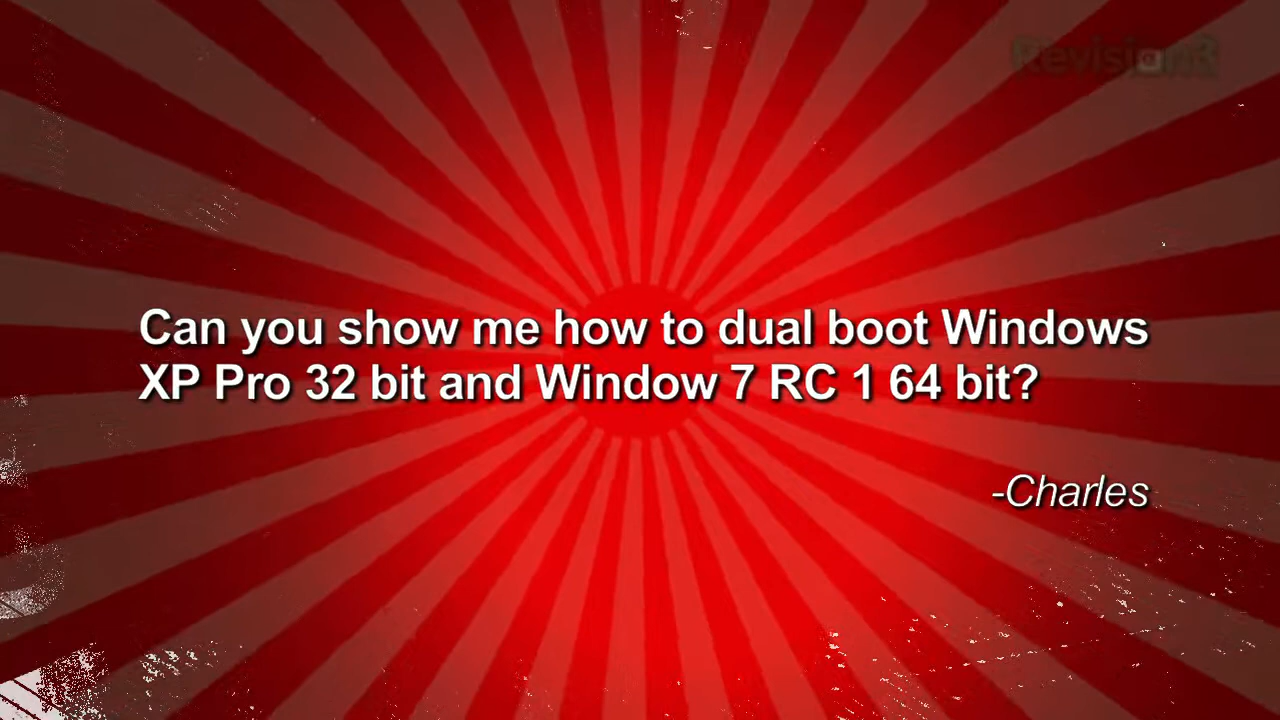 Revision3
Can you show me how to dual boot Windows
XP Pro 32 bit and Window 7 RC 1 64 bit?
-Charles